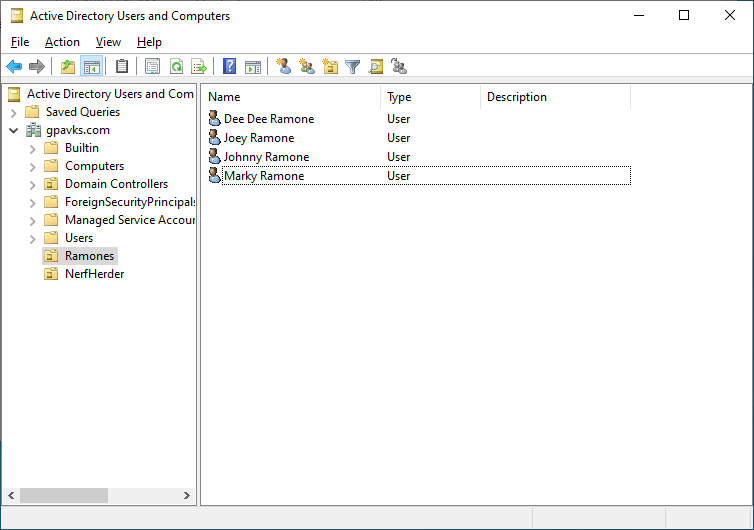 Active Directory Users and Computers
File Action View Help
Active Directory Users and Com
Saved Queries
gpavks.com
Builtin
Computers
Domain Controllers
ForeignSecurityPrincipals
Managed Service Accour
Users
Ramones
NerfHerder
Name Type Description
Dee Dee Ramone User
Joey Ramone User
Johnny Ramone User
Marky Ramone User